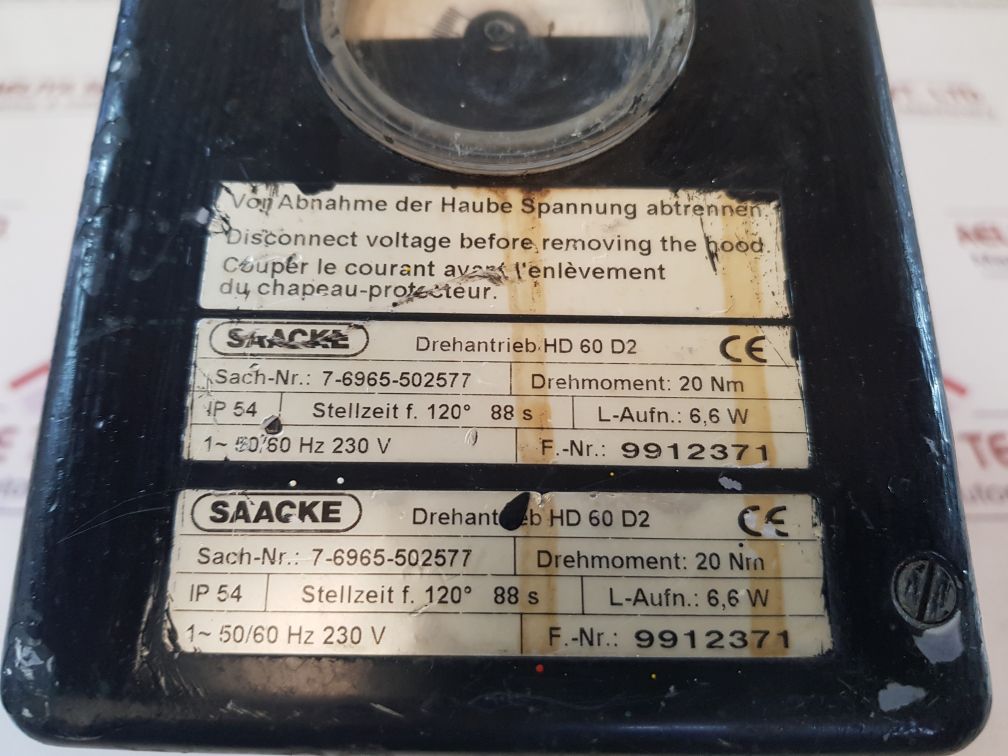 Von Abnahme der Haube Spannung abtrennen.
Disconnect voltage before removing the hood.
Couper le courant avant l'enlèvement
du chapeau-protecteur.
SAACKE Drehantrieb HD 60 D2 CE
Sach-Nr.: 7-6965-502577 Drehmoment: 20 Nm
IP 54 Stellzeit f. 120° 88 s L-Aufn.: 6,6 W
1~ 50/60 Hz 230 V F.-Nr.: 9912371
SAACKE Drehantrieb HD 60 D2 CE
Sach-Nr.: 7-6965-502577 Drehmoment: 20 Nm
IP 54 Stellzeit f. 120° 88 s L-Aufn.: 6,6 W
1~ 50/60 Hz 230 V F.-Nr.: 9912371